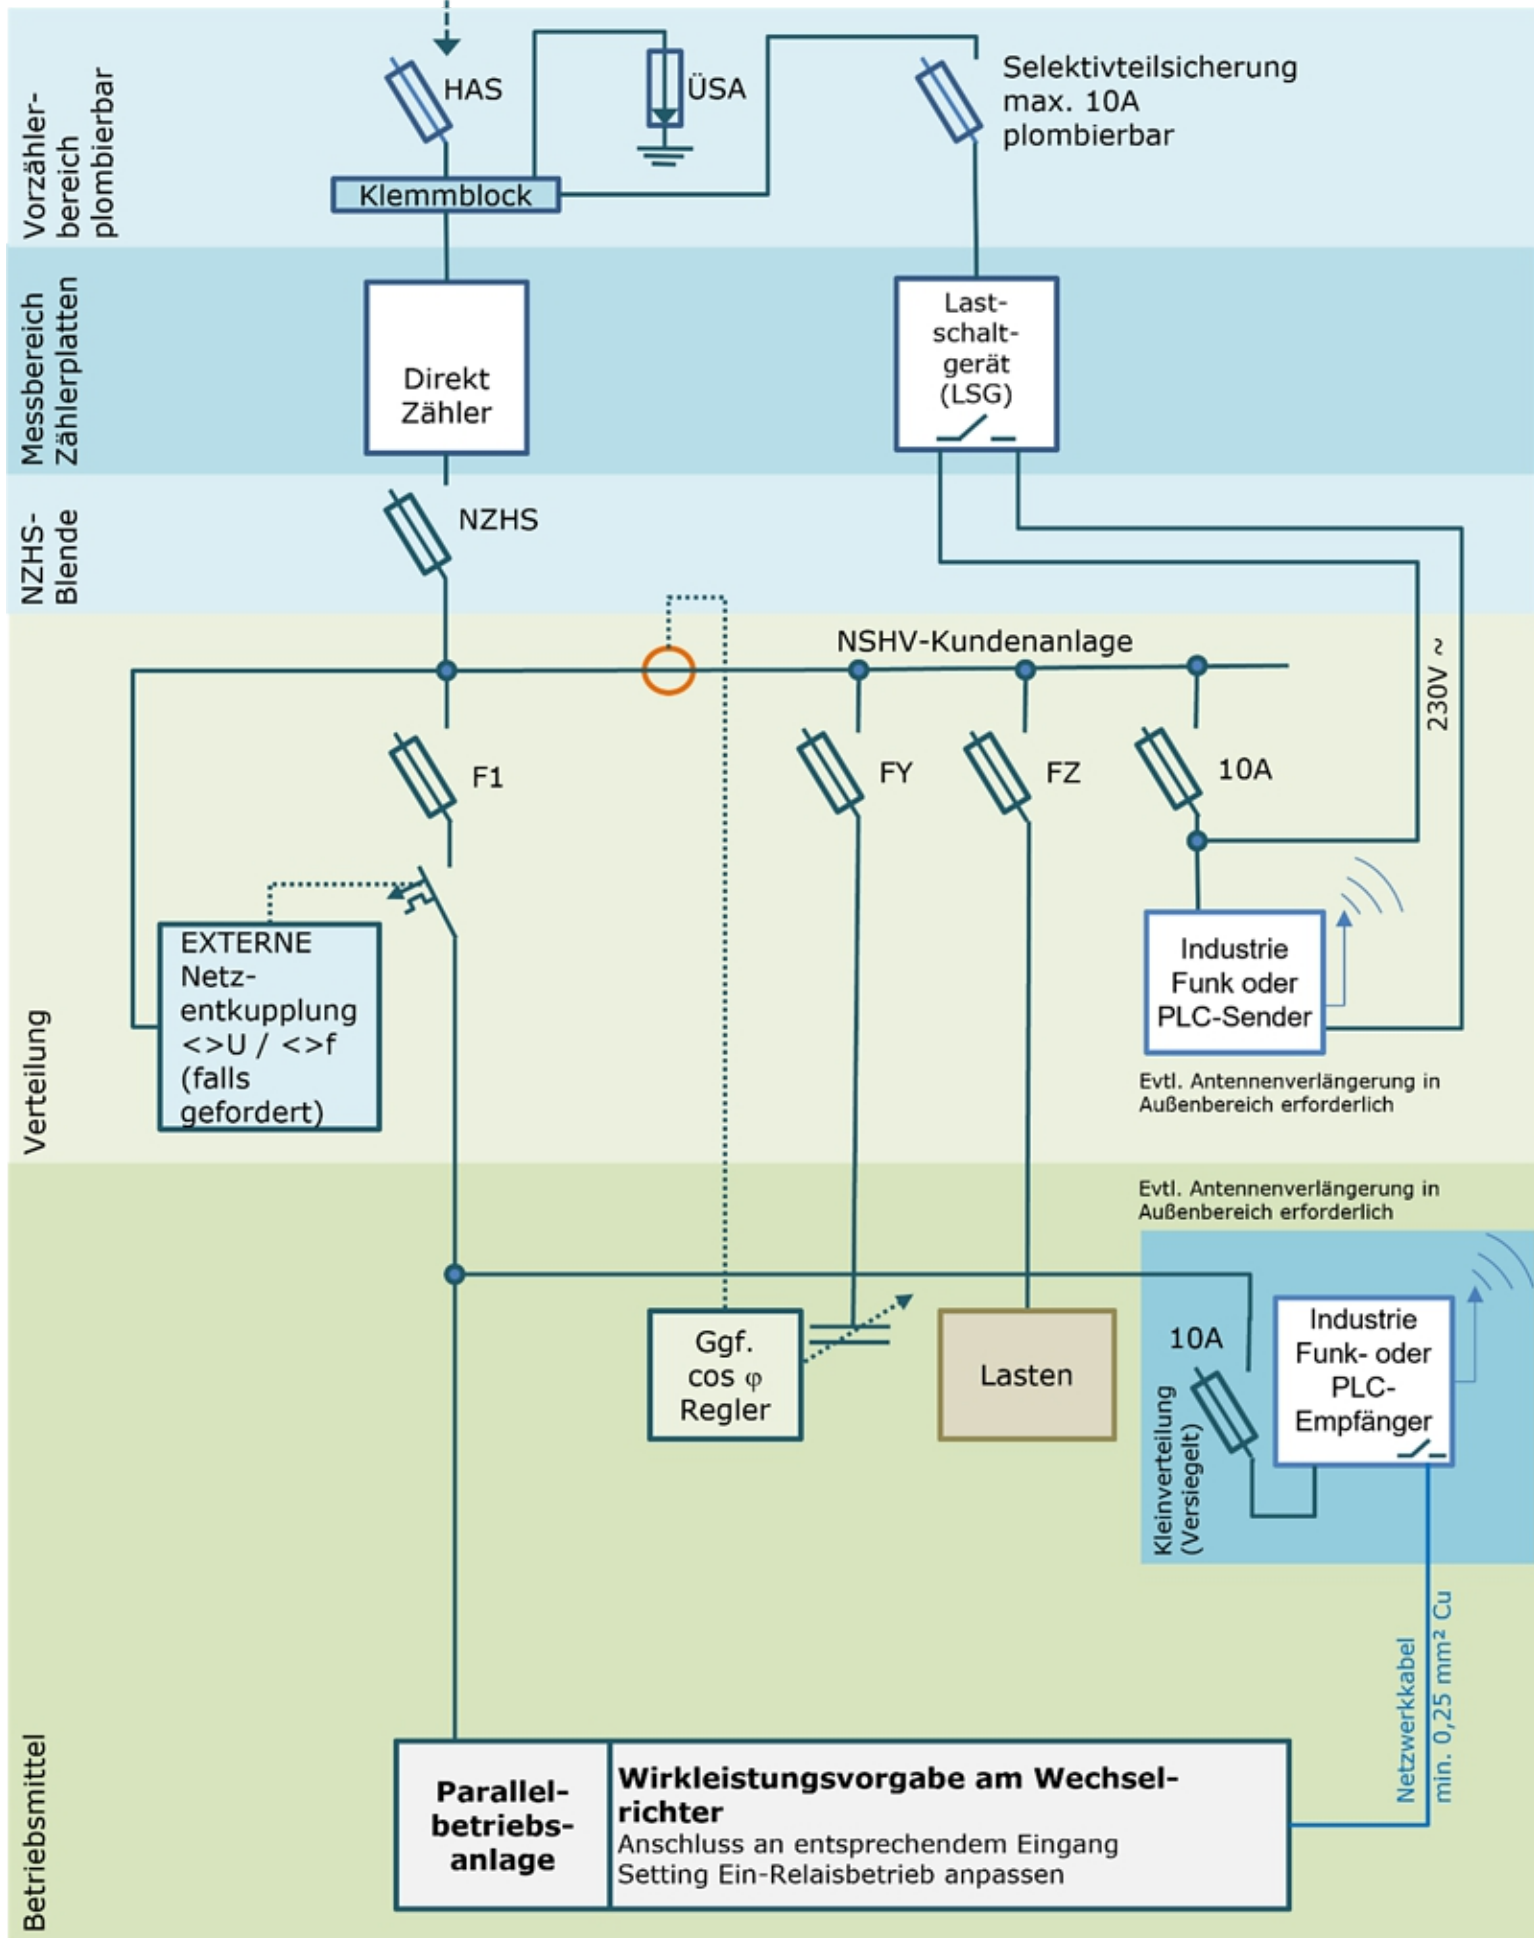 Vorzähler-
bereich
plombierbar
HAS
ÜSA
Selektivteilsicherung
max. 10A
plombierbar
Klemmblock
Messbereich
Zählerplatten
Direkt
Zähler
Last-
schalt-
gerät
(LSG)
NZHS-
Blende
NZHS
NSHV-Kundenanlage
230V ~
Verteilung
F1
FY
FZ
10A
EXTERNE
Netz-
entkupplung
<>U / <>f
(falls
gefordert)
Industrie
Funk oder
PLC-Sender
Evtl. Antennenverlängerung in
Außenbereich erforderlich
Betriebsmittel
Evtl. Antennenverlängerung in
Außenbereich erforderlich
Ggf.
cos φ
Regler
Lasten
10A
Kleinverteilung
(Versiegelt)
Industrie
Funk- oder
PLC-
Empfänger
Netzwerkkabel
min. 0,25 mm² Cu
Parallel-
betriebs-
anlage
Wirkleistungsvorgabe am Wechsel-
richter
Anschluss an entsprechendem Eingang
Setting Ein-Relaisbetrieb anpassen